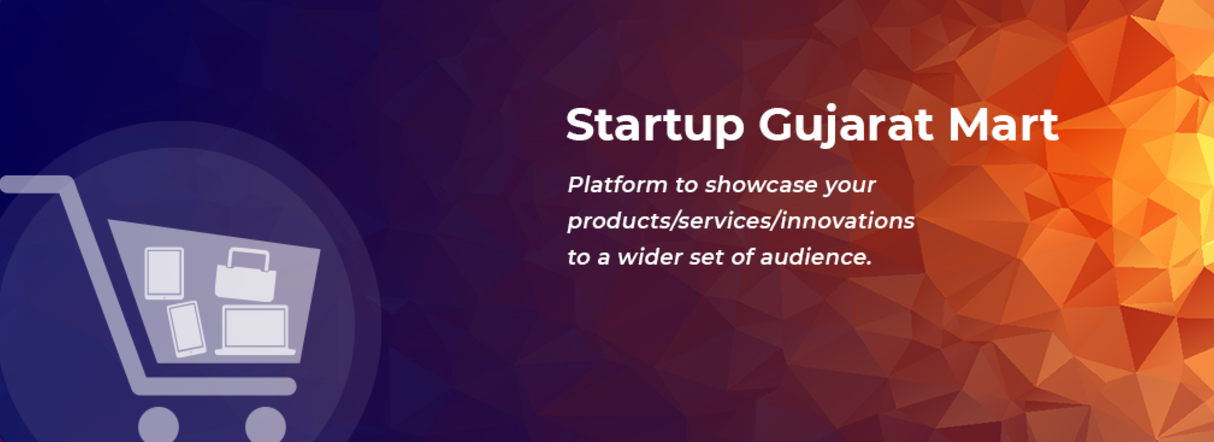 Startup Gujarat Mart
Platform to showcase your
products/services/innovations
to a wider set of audience.